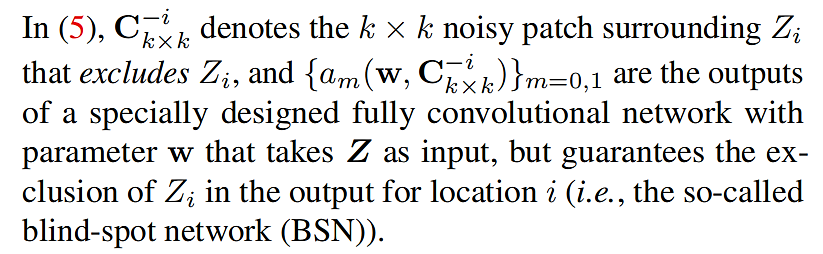 In (5), $\mathbf{C}_{k \times k}^{-i}$ denotes the $k \times k$ noisy patch surrounding $Z_i$
that excludes $Z_i$, and $\{a_m(\mathbf{w}, \mathbf{C}_{k \times k}^{-i})\}_{m=0,1}$ are the outputs
of a specially designed fully convolutional network with
parameter $\mathbf{w}$ that takes $\boldsymbol{Z}$ as input, but guarantees the ex-
clusion of $Z_i$ in the output for location $i$ (i.e., the so-called
blind-spot network (BSN)).